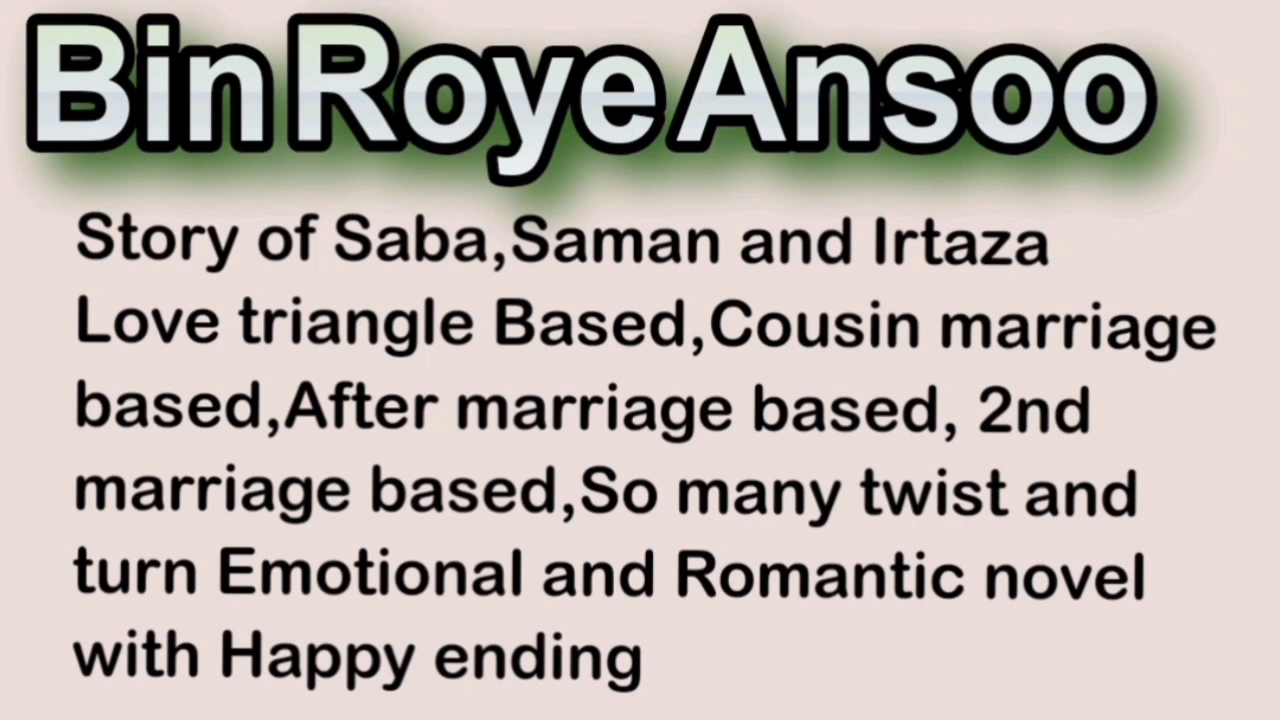 Bin Roye Ansoo
Story of Saba,Saman and Irtaza
Love triangle Based,Cousin marriage
based,After marriage based, 2nd
marriage based,So many twist and
turn Emotional and Romantic novel
with Happy ending